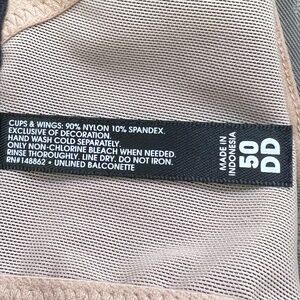 CUPS & WINGS: 90% NYLON 10% SPANDEX.
EXCLUSIVE OF DECORATION.
HAND WASH COLD SEPARATELY.
ONLY NON-CHLORINE BLEACH WHEN NEEDED.
RINSE THOROUGHLY. LINE DRY. DO NOT IRON.
RN#148862 • UNLINED BALCONETTE
MADE IN
INDONESIA
50
DD